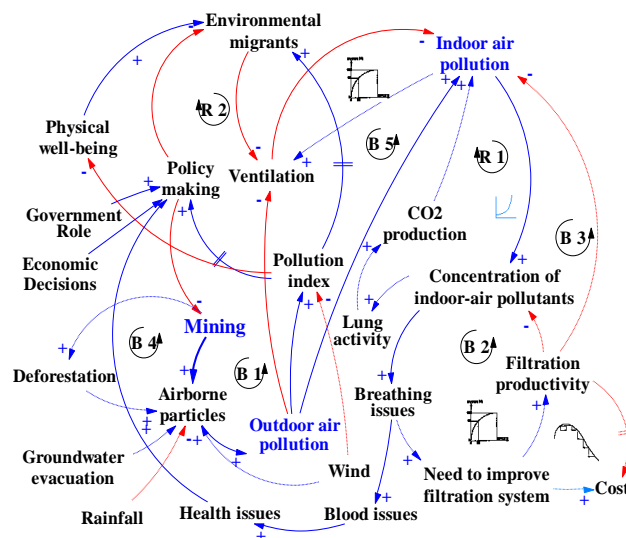 Environmental
migrants
Indoor air
pollution
R 2
B 5
Physical
well-being
Policy
making
Ventilation
R 1
Government
Role
CO2
production
B 3
Economic
Decisions
Pollution
index
Concentration of
indoor-air pollutants
Mining
Lung
activity
B 4
B 2
Deforestation
Airborne
particles
B 1
Breathing
issues
Filtration
productivity
Outdoor air
pollution
Groundwater
evacuation
Wind
Need to improve
filtration system
Cost
Rainfall
Health issues
Blood issues